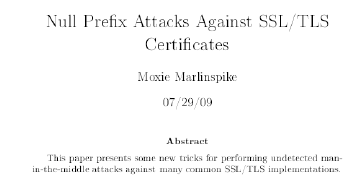 Null Prefix Attacks Against SSL/TLS
Certificates
Moxie Marlinspike
07/29/09
Abstract
This paper presents some new tricks for performing undetected man-
in-the-middle attacks against many common SSL/TLS implementations.